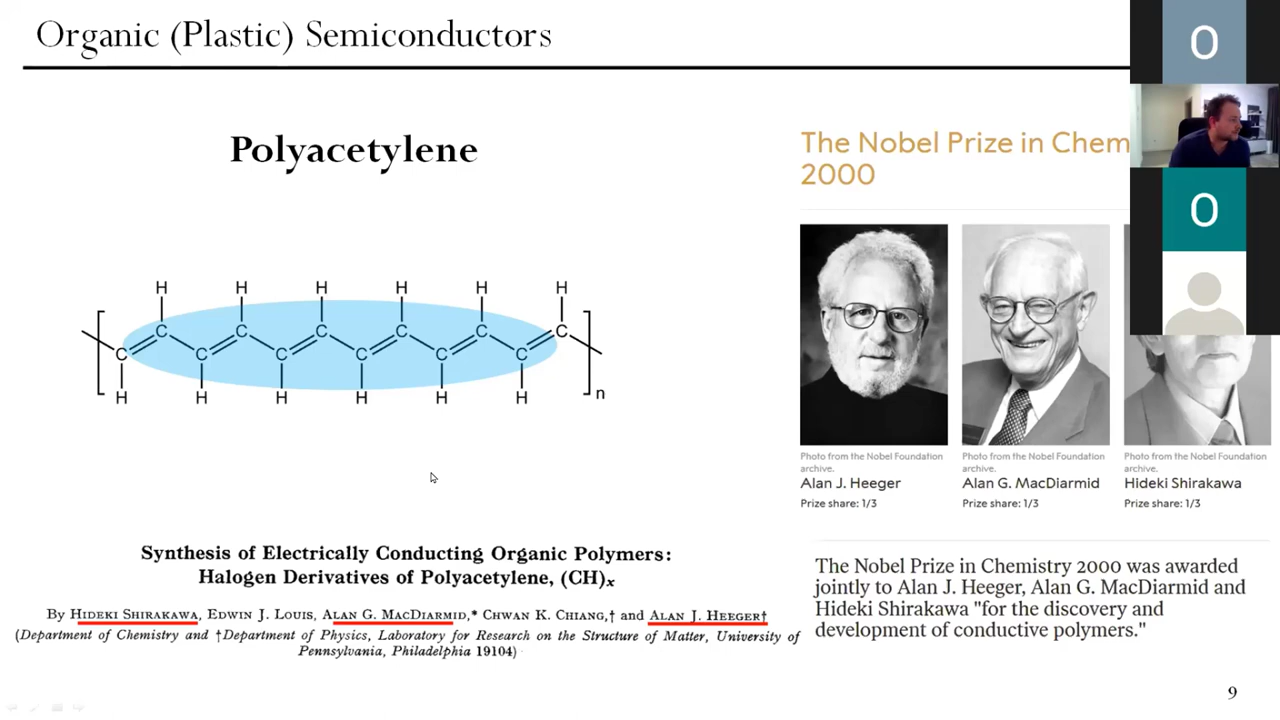 Organic (Plastic) Semiconductors
Polyacetylene
H H H H H H
C C C C C C
C C C C C C
H H H H H H
n
Synthesis of Electrically Conducting Organic Polymers:
Halogen Derivatives of Polyacetylene, (CH)x
By HIDEKI SHIRAKAWA, EDWIN J. LOUIS, ALAN G. MACDIARMID,* CHWAN K. CHIANG,† and ALAN J. HEEGER†
(Department of Chemistry and †Department of Physics, Laboratory for Research on the Structure of Matter, University of
Pennsylvania, Philadelphia 19104)
The Nobel Prize in Chem
2000
Photo from the Nobel Foundation
archive.
Alan J. Heeger
Prize share: 1/3
Photo from the Nobel Foundation
archive.
Alan G. MacDiarmid
Prize share: 1/3
Photo from the Nobel Foundation
archive.
Hideki Shirakawa
Prize share: 1/3
The Nobel Prize in Chemistry 2000 was awarded
jointly to Alan J. Heeger, Alan G. MacDiarmid and
Hideki Shirakawa "for the discovery and
development of conductive polymers."
O
O
9